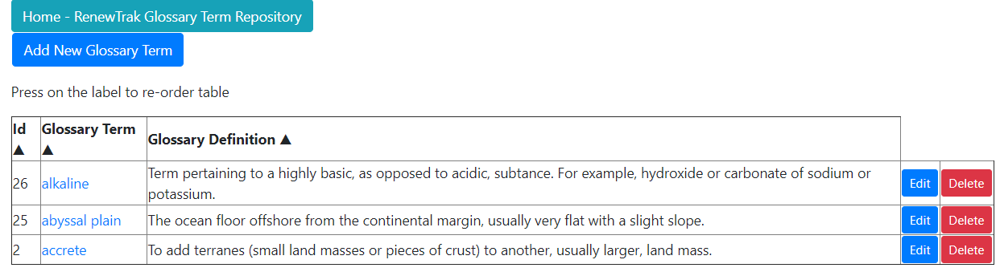 Home - RenewTrak Glossary Term Repository
Add New Glossary Term
Press on the label to re-order table
Id ▲ Glossary Term ▲ Glossary Definition ▲
26 alkaline Term pertaining to a highly basic, as opposed to acidic, subtance. For example, hydroxide or carbonate of sodium or
potassium. Edit Delete
25 abyssal plain The ocean floor offshore from the continental margin, usually very flat with a slight slope. Edit Delete
2 accrete To add terranes (small land masses or pieces of crust) to another, usually larger, land mass. Edit Delete